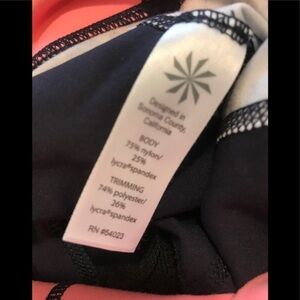 Designed in
Sonoma County,
California
BODY
75% nylon/
25%
lycra®spandex
TRIMMING
74% polyester/
26%
lycra®spandex
RN #54023